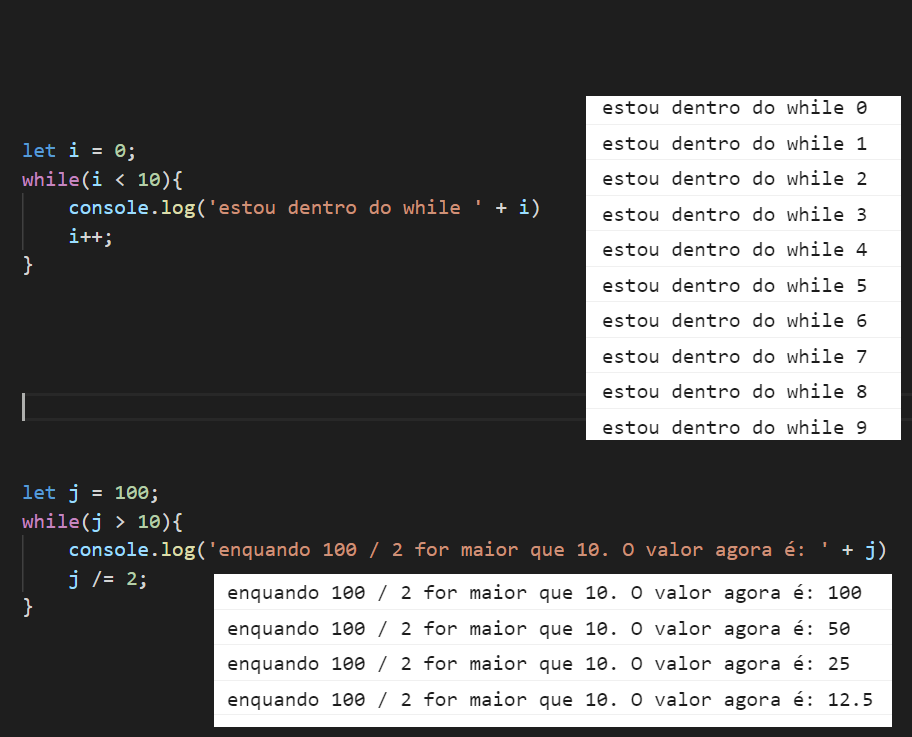 let i = 0;
while(i < 10){
console.log('estou dentro do while ' + i)
i++;
}
estou dentro do while 0
estou dentro do while 1
estou dentro do while 2
estou dentro do while 3
estou dentro do while 4
estou dentro do while 5
estou dentro do while 6
estou dentro do while 7
estou dentro do while 8
estou dentro do while 9
let j = 100;
while(j > 10){
console.log('enquando 100 / 2 for maior que 10. O valor agora é: ' + j)
j /= 2;
}
enquando 100 / 2 for maior que 10. O valor agora é: 100
enquando 100 / 2 for maior que 10. O valor agora é: 50
enquando 100 / 2 for maior que 10. O valor agora é: 25
enquando 100 / 2 for maior que 10. O valor agora é: 12.5